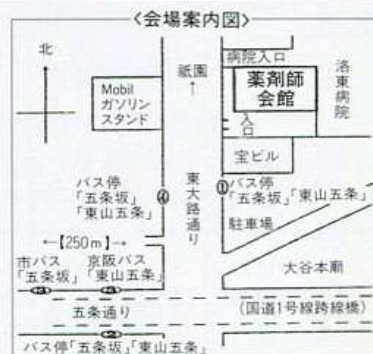 〈会場案内図〉
北
祇園
↑
病院入口
薬剤師
会館
洛東病院
Mobil
ガソリン
スタンド
入口
宝ビル
東大路通り
バス停
「五条坂」
「東山五条」
④
①
バス停
「五条坂」「東山五条」
駐車場
←【250m】→
市バス
「五条坂」
京阪バス
「東山五条」
大谷本廟
③
③
五条通り
(国道1号線跨線橋)
②
バス停「五条坂」「東山五条」